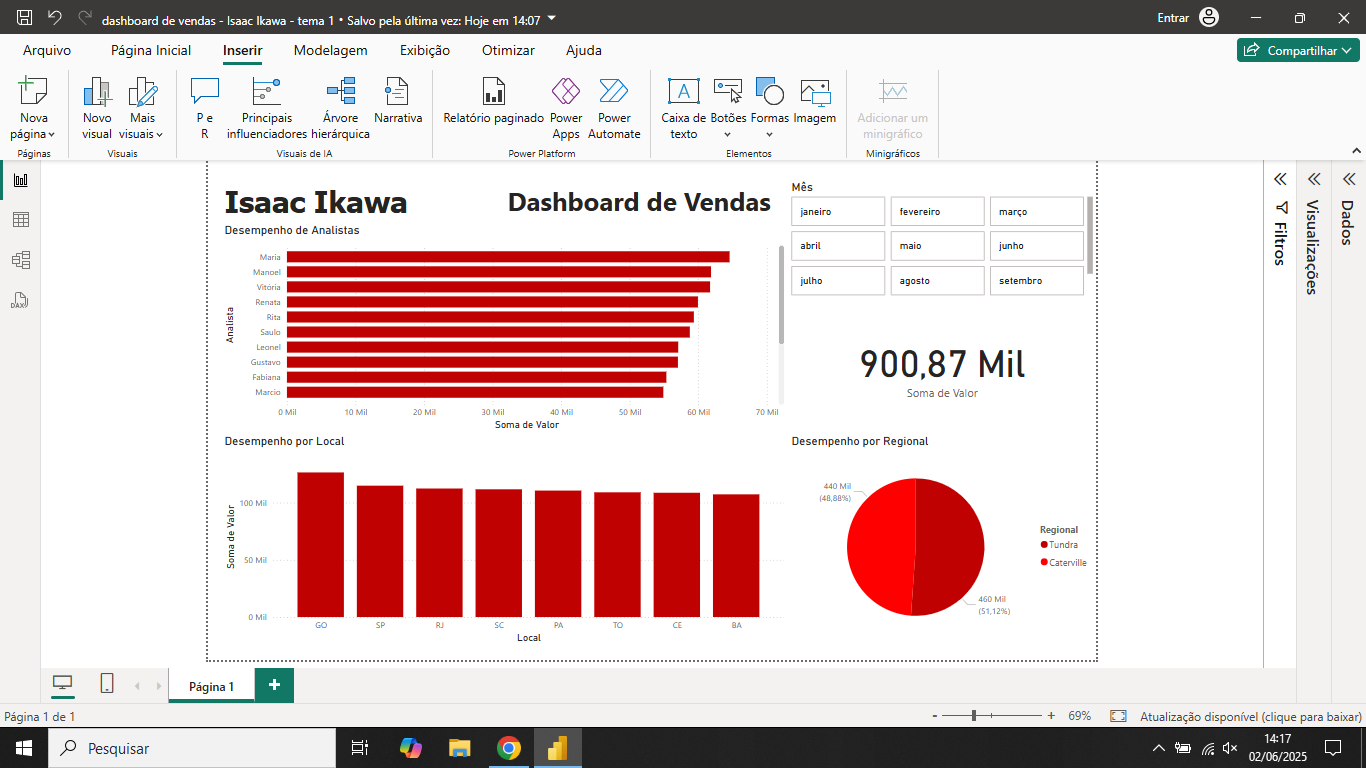 dashboard de vendas - Isaac Ikawa - tema 1 • Salvo pela última vez: Hoje em 14:07
Entrar
Arquivo
Página Inicial
Inserir
Modelagem
Exibição
Otimizar
Ajuda
Compartilhar
Nova
página
Novo
visual
Mais
visuais
P e
R
Principais
influenciadores
Árvore
hierárquica
Narrativa
Relatório paginado
Power
Apps
Power
Automate
Caixa de
texto
Botões
Formas
Imagem
Adicionar um
minigráfico
Páginas
Visuais
Visuais de IA
Power Platform
Elementos
Minigráficos
DAX
Isaac Ikawa
Dashboard de Vendas
Mês
janeiro
fevereiro
março
abril
maio
junho
julho
agosto
setembro
Desempenho de Analistas
Analista
Maria
Manoel
Vitória
Renata
Rita
Saulo
Leonel
Gustavo
Fabiana
Marcio
0 Mil
10 Mil
20 Mil
30 Mil
40 Mil
50 Mil
60 Mil
70 Mil
Soma de Valor
900,87 Mil
Soma de Valor
Desempenho por Local
Soma de Valor
100 Mil
50 Mil
0 Mil
GO
SP
RJ
SC
PA
TO
CE
BA
Local
Desempenho por Regional
440 Mil
(48,88%)
460 Mil
(51,12%)
Regional
Tundra
Caterville
Filtros
Visualizações
Dados
Página 1
Página 1 de 1
69%
Atualização disponível (clique para baixar)
Pesquisar
14:17
02/06/2025